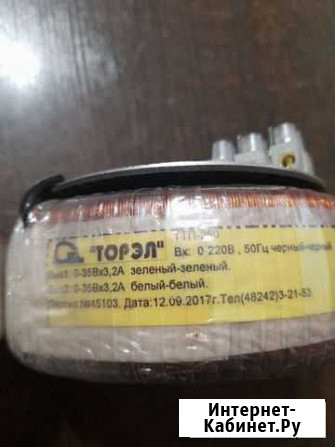 "ТОРЭЛ"
Вх: 0-220В , 50Гц черный-черный
0-35Вх3,2А зеленый-зеленый.
0-35Вх3,2А белый-белый.
№45103. Дата:12.09.2017г.Тел(48242)3-21-53
Интернет-
Кабинет.Ру